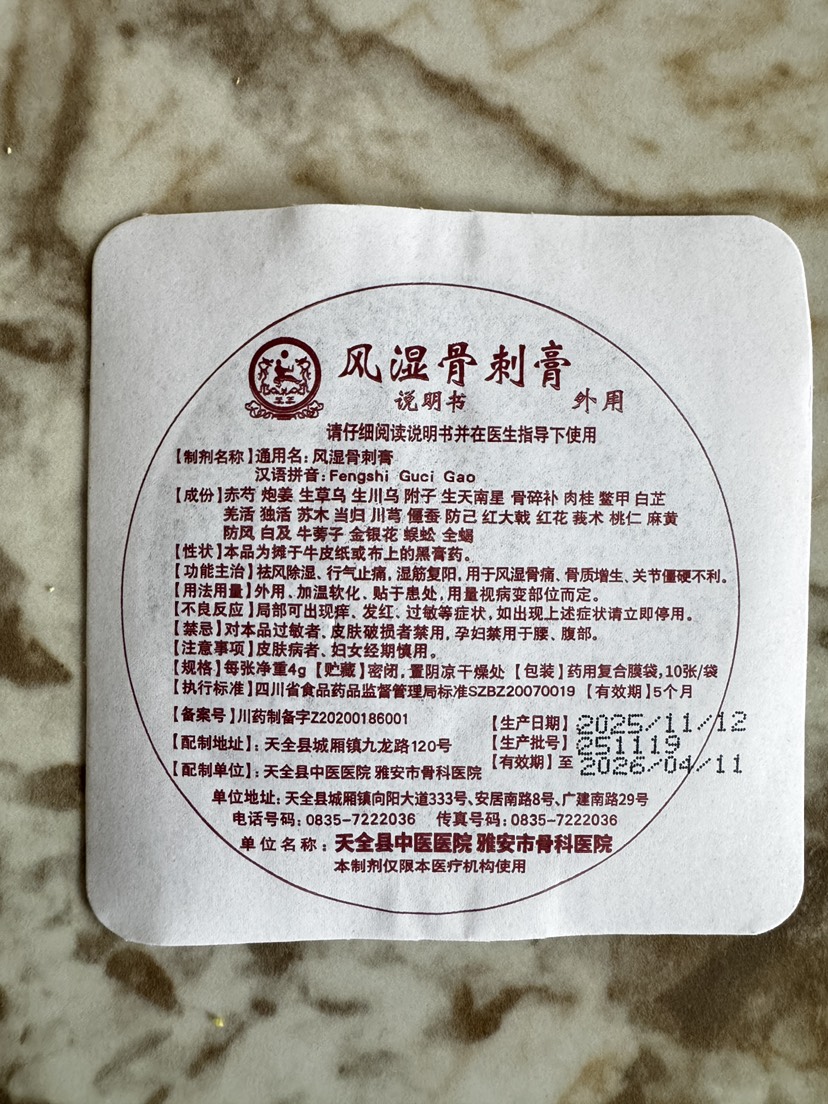 风湿骨刺膏
说明书 外用
请仔细阅读说明书并在医生指导下使用
【制剂名称】通用名：风湿骨刺膏
汉语拼音：Fengshi Guci Gao
【成份】赤芍 炮姜 生草乌 生川乌 附子 生天南星 骨碎补 肉桂 鳖甲 白芷
羌活 独活 苏木 当归 川芎 僵蚕 防己 红大戟 红花 莪术 桃仁 麻黄
防风 白及 牛蒡子 金银花 蜈蚣 全蝎
【性状】本品为摊于牛皮纸或布上的黑膏药。
【功能主治】祛风除湿、行气止痛，温筋复阳，用于风湿骨痛、骨质增生、关节僵硬不利。
【用法用量】外用、加温软化、贴于患处，用量视病变部位而定。
【不良反应】局部可出现痒、发红、过敏等症状，如出现上述症状请立即停用。
【禁忌】对本品过敏者、皮肤破损者禁用，孕妇禁用于腰、腹部。
【注意事项】皮肤病者、妇女经期慎用。
【规格】每张净重4g 【贮藏】密闭，置阴凉干燥处 【包装】药用复合膜袋，10张/袋
【执行标准】四川省食品药品监督管理局标准SZBZ20070019 【有效期】5个月
【备案号】川药制备字Z20200186001 【生产日期】2025/11/12
【配制地址】：天全县城厢镇九龙路120号 【生产批号】251119
【配制单位】：天全县中医医院 雅安市骨科医院 【有效期】至 2026/04/11
单位地址：天全县城厢镇向阳大道333号、安居南路8号、广建南路29号
电话号码：0835-7222036 传真号码：0835-7222036
单位名称：天全县中医医院 雅安市骨科医院
本制剂仅限本医疗机构使用